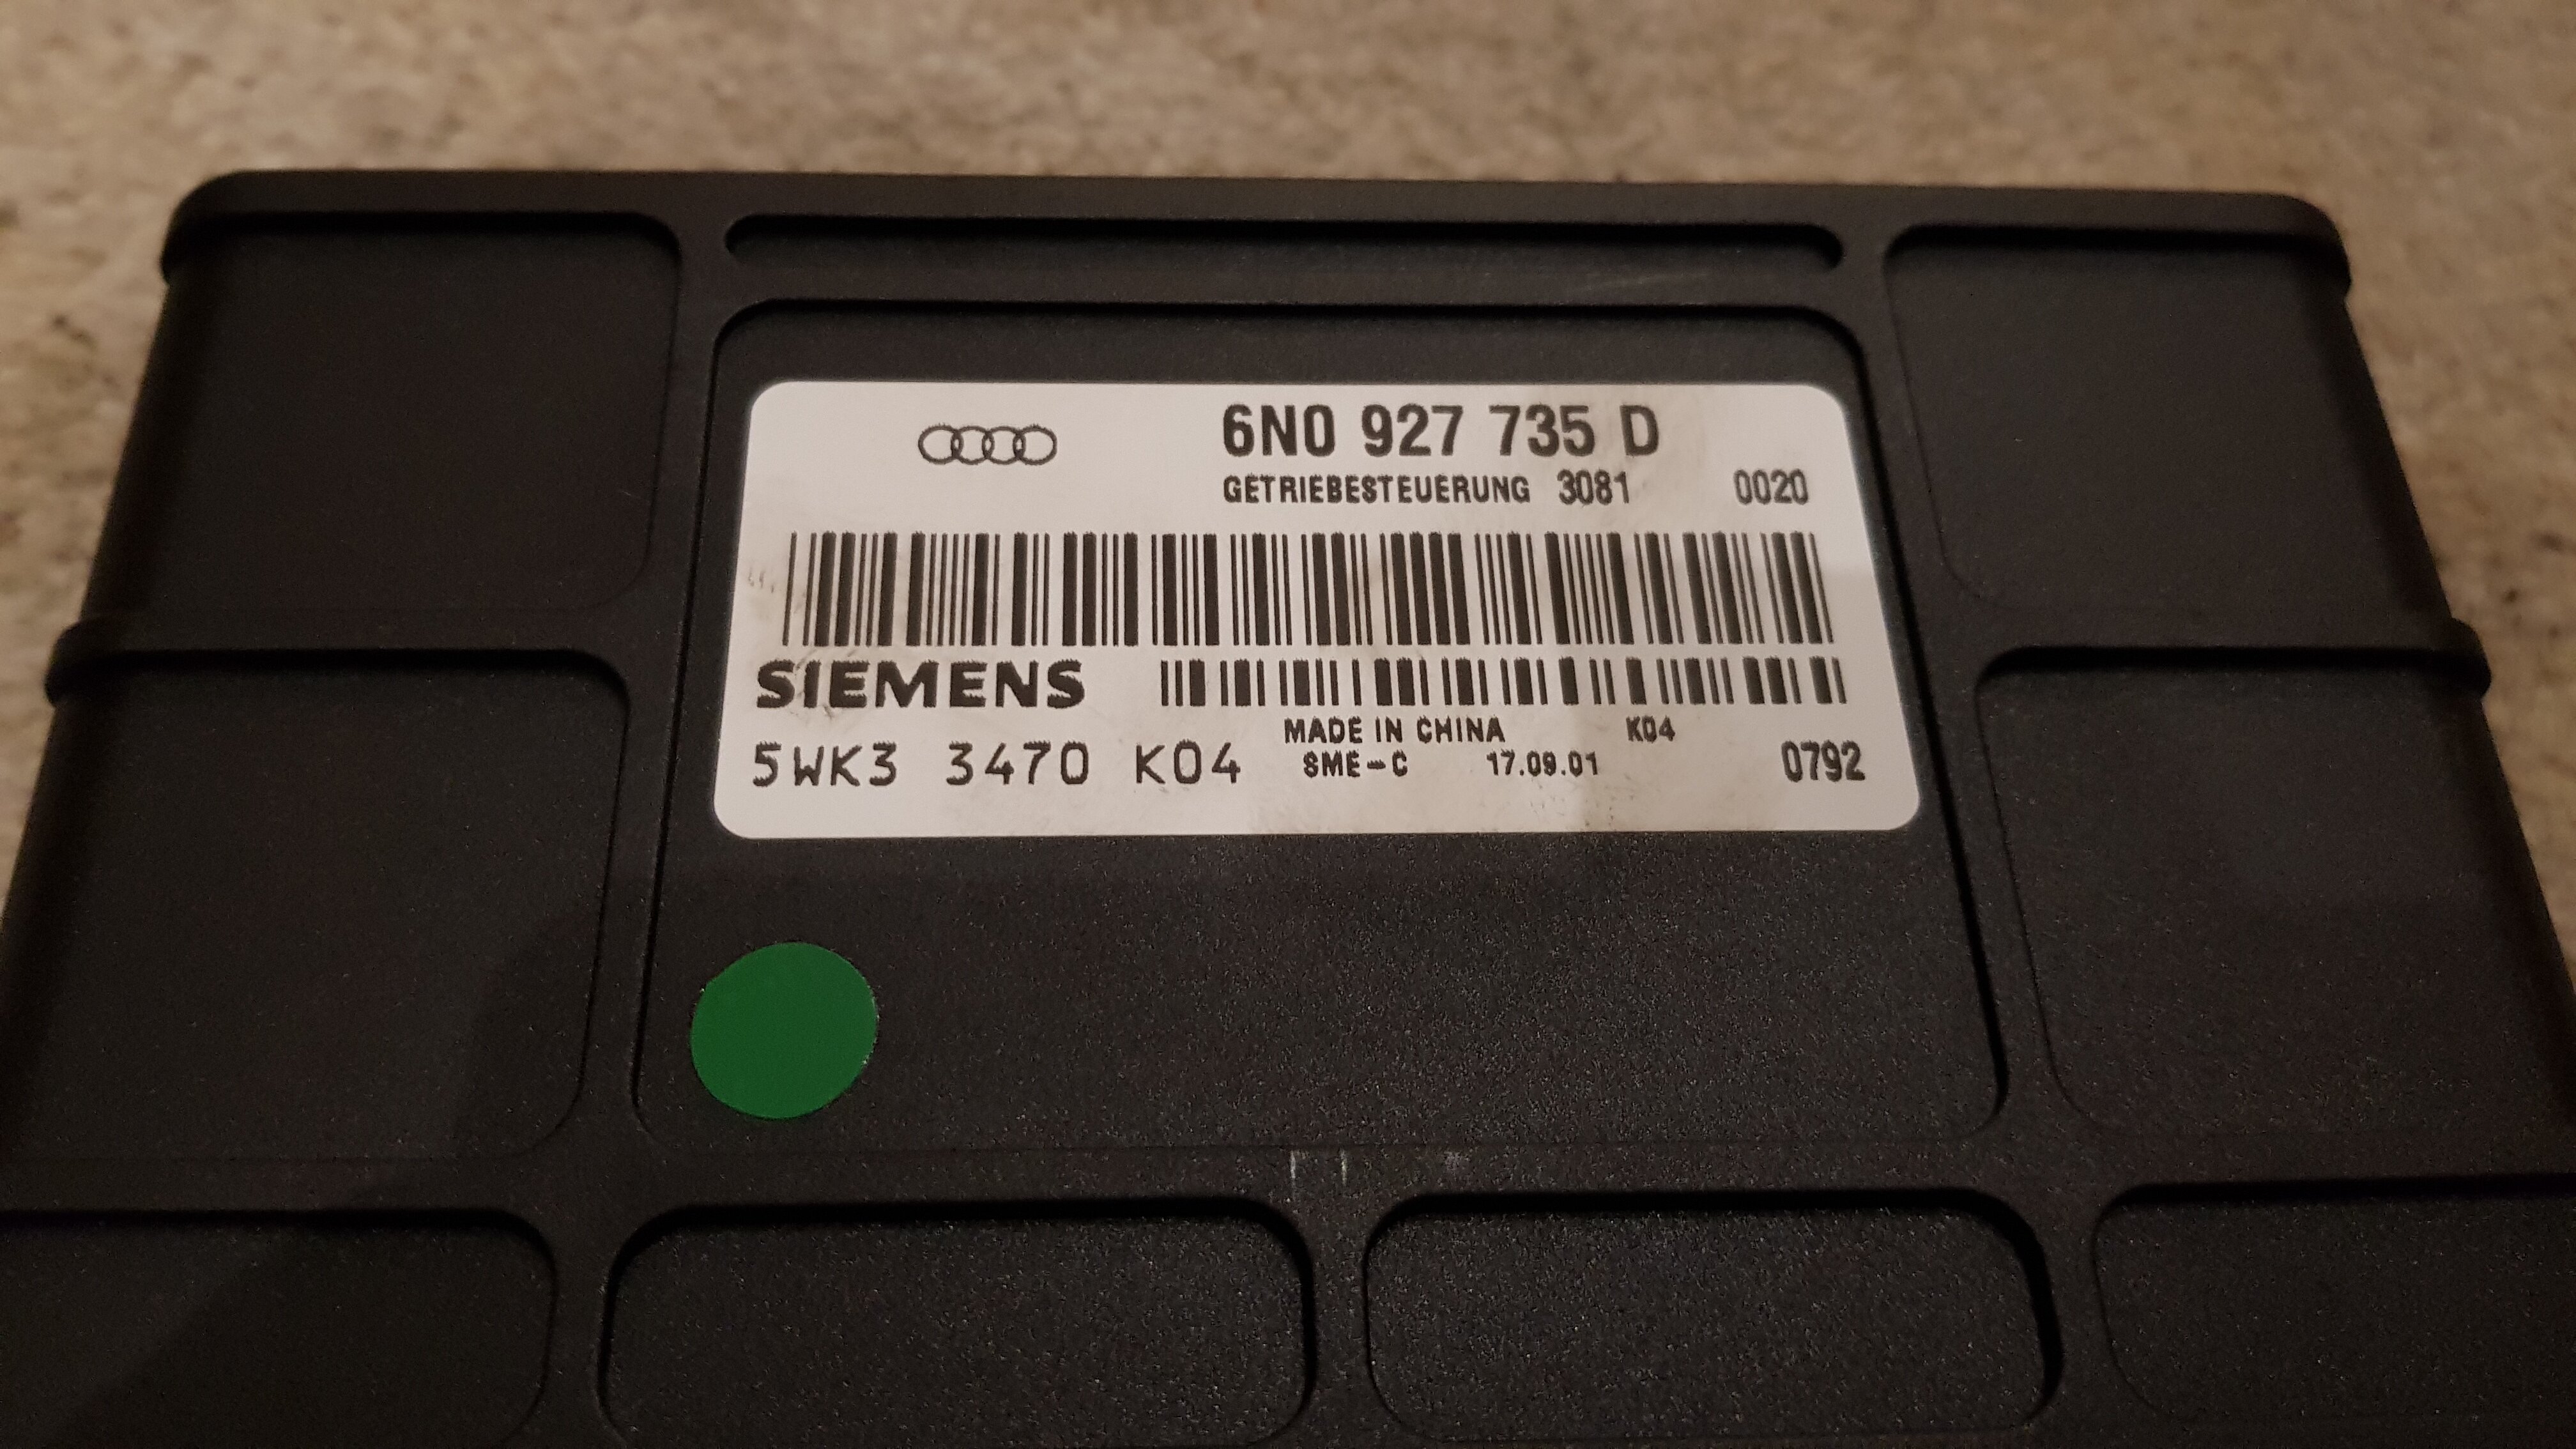 6N0 927 735 D
GETRIEBESTEUERUNG 3081 0020
SIEMENS
MADE IN CHINA K04
5WK3 3470 K04 SME-C 17.09.01 0792